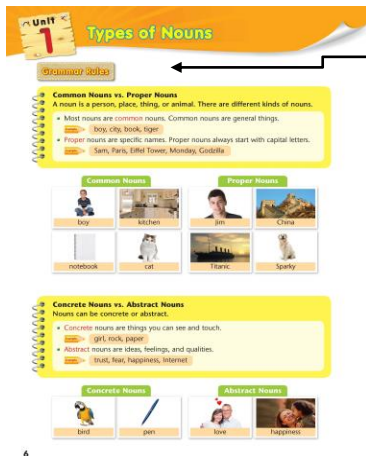 Unit
1
Types of Nouns
Grammar Rules
Common Nouns vs. Proper Nouns
A noun is a person, place, thing, or animal. There are different kinds of nouns.
• Most nouns are common nouns. Common nouns are general things.
boy, city, book, tiger
• Proper nouns are specific names. Proper nouns always start with capital letters.
Sam, Paris, Eiffel Tower, Monday, Godzilla
Common Nouns
Proper Nouns
boy
kitchen
Jim
China
notebook
cat
Titanic
Sparky
Concrete Nouns vs. Abstract Nouns
Nouns can be concrete or abstract.
• Concrete nouns are things you can see and touch.
girl, rock, paper
• Abstract nouns are ideas, feelings, and qualities.
trust, fear, happiness, Internet
Concrete Nouns
Abstract Nouns
bird
pen
love
happiness
6